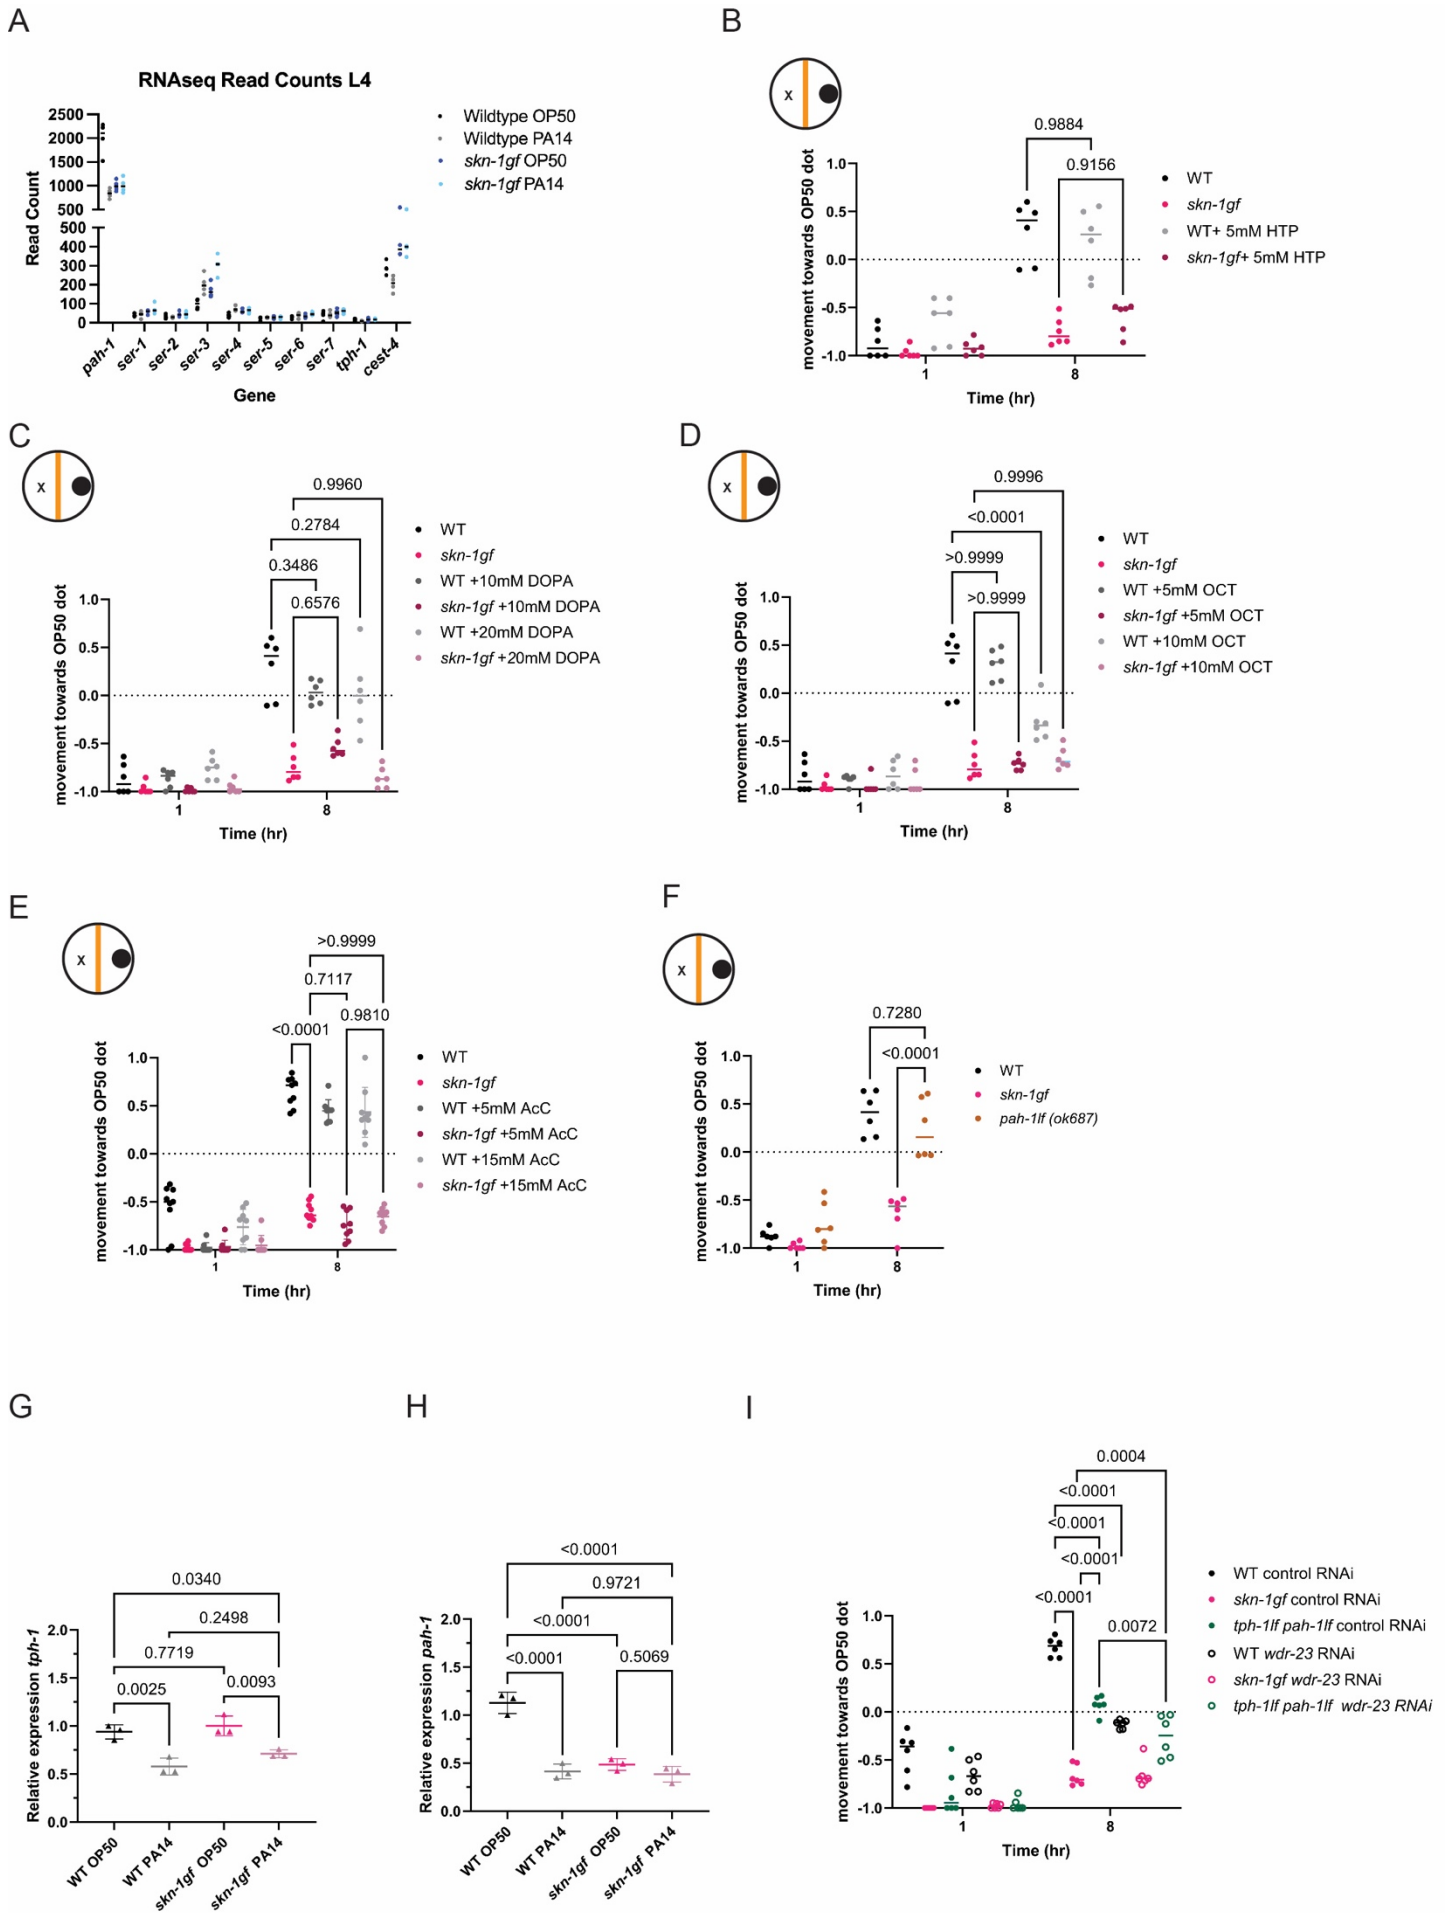 A
RNAseq Read Counts L4
Read Count
2500
2000
1500
1000
500
500
400
300
200
100
0
pah-1
ser-1
ser-2
ser-3
ser-4
ser-5
ser-6
ser-7
tph-1
cest-4
Gene
Wildtype OP50
Wildtype PA14
skn-1gf OP50
skn-1gf PA14
B
x
movement towards OP50 dot
1.0
0.5
0.0
-0.5
-1.0
0.9884
0.9156
1
8
Time (hr)
WT
skn-1gf
WT+ 5mM HTP
skn-1gf+ 5mM HTP
C
x
movement towards OP50 dot
1.0
0.5
0.0
-0.5
-1.0
0.9960
0.2784
0.3486
0.6576
1
8
Time (hr)
WT
skn-1gf
WT +10mM DOPA
skn-1gf +10mM DOPA
WT +20mM DOPA
skn-1gf +20mM DOPA
D
x
movement towards OP50 dot
1.0
0.5
0.0
-0.5
-1.0
0.9996
<0.0001
>0.9999
>0.9999
1
8
Time (hr)
WT
skn-1gf
WT +5mM OCT
skn-1gf +5mM OCT
WT +10mM OCT
skn-1gf +10mM OCT
E
x
movement towards OP50 dot
1.0
0.5
0.0
-0.5
-1.0
>0.9999
0.7117
0.9810
<0.0001
1
8
Time (hr)
WT
skn-1gf
WT +5mM AcC
skn-1gf +5mM AcC
WT +15mM AcC
skn-1gf +15mM AcC
F
x
movement towards OP50 dot
1.0
0.5
0.0
-0.5
-1.0
0.7280
<0.0001
1
8
Time (hr)
WT
skn-1gf
pah-1lf (ok687)
G
Relative expression tph-1
2.0
1.5
1.0
0.5
0.0
0.0340
0.2498
0.7719
0.0093
0.0025
WT OP50
WT PA14
skn-1gf OP50
skn-1gf PA14
H
Relative expression pah-1
2.0
1.5
1.0
0.5
0.0
<0.0001
0.9721
<0.0001
0.5069
<0.0001
WT OP50
WT PA14
skn-1gf OP50
skn-1gf PA14
I
movement towards OP50 dot
1.0
0.5
0.0
-0.5
-1.0
0.0004
<0.0001
<0.0001
<0.0001
<0.0001
0.0072
1
8
Time (hr)
WT control RNAi
skn-1gf control RNAi
tph-1lf pah-1lf control RNAi
WT wdr-23 RNAi
skn-1gf wdr-23 RNAi
tph-1lf pah-1lf wdr-23 RNAi